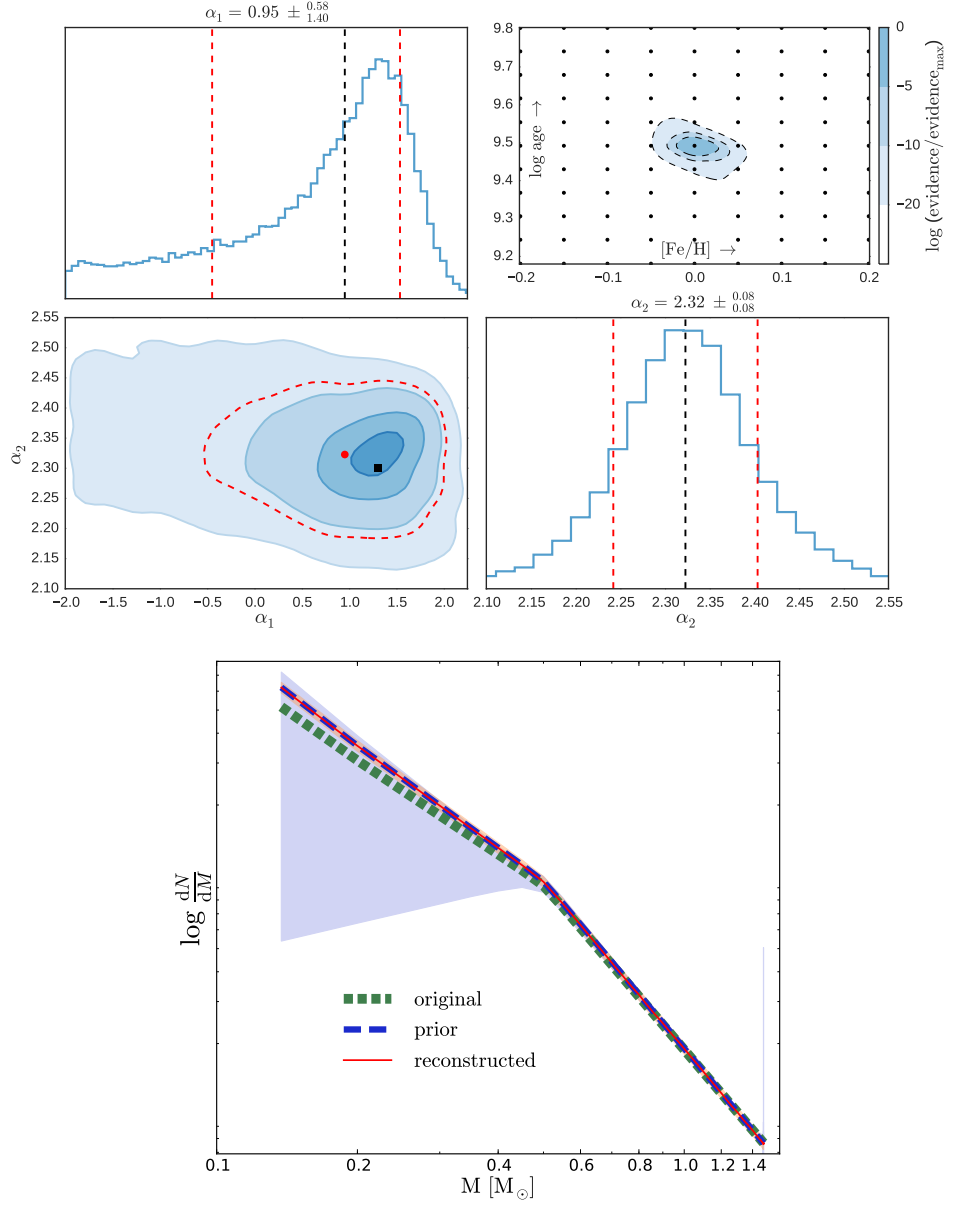 α₁ = 0.95 ± 0.58 1.40
9.8
9.7
9.6
9.5
9.4
9.3
9.2
log age →
[Fe/H] →
−0.2 −0.1 0.0 0.1 0.2
0
−5
−10
−20
log (evidence/evidence_max)
2.55
2.50
2.45
2.40
2.35
2.30
2.25
2.20
2.15
2.10
α₂
−2.0 −1.5 −1.0 −0.5 0.0 0.5 1.0 1.5 2.0
α₁
α₂ = 2.32 ± 0.08 0.08
2.10 2.15 2.20 2.25 2.30 2.35 2.40 2.45 2.50 2.55
α₂
log dN/dM
original
prior
reconstructed
0.1 0.2 0.4 0.6 0.8 1.0 1.2 1.4
M [M⊙]